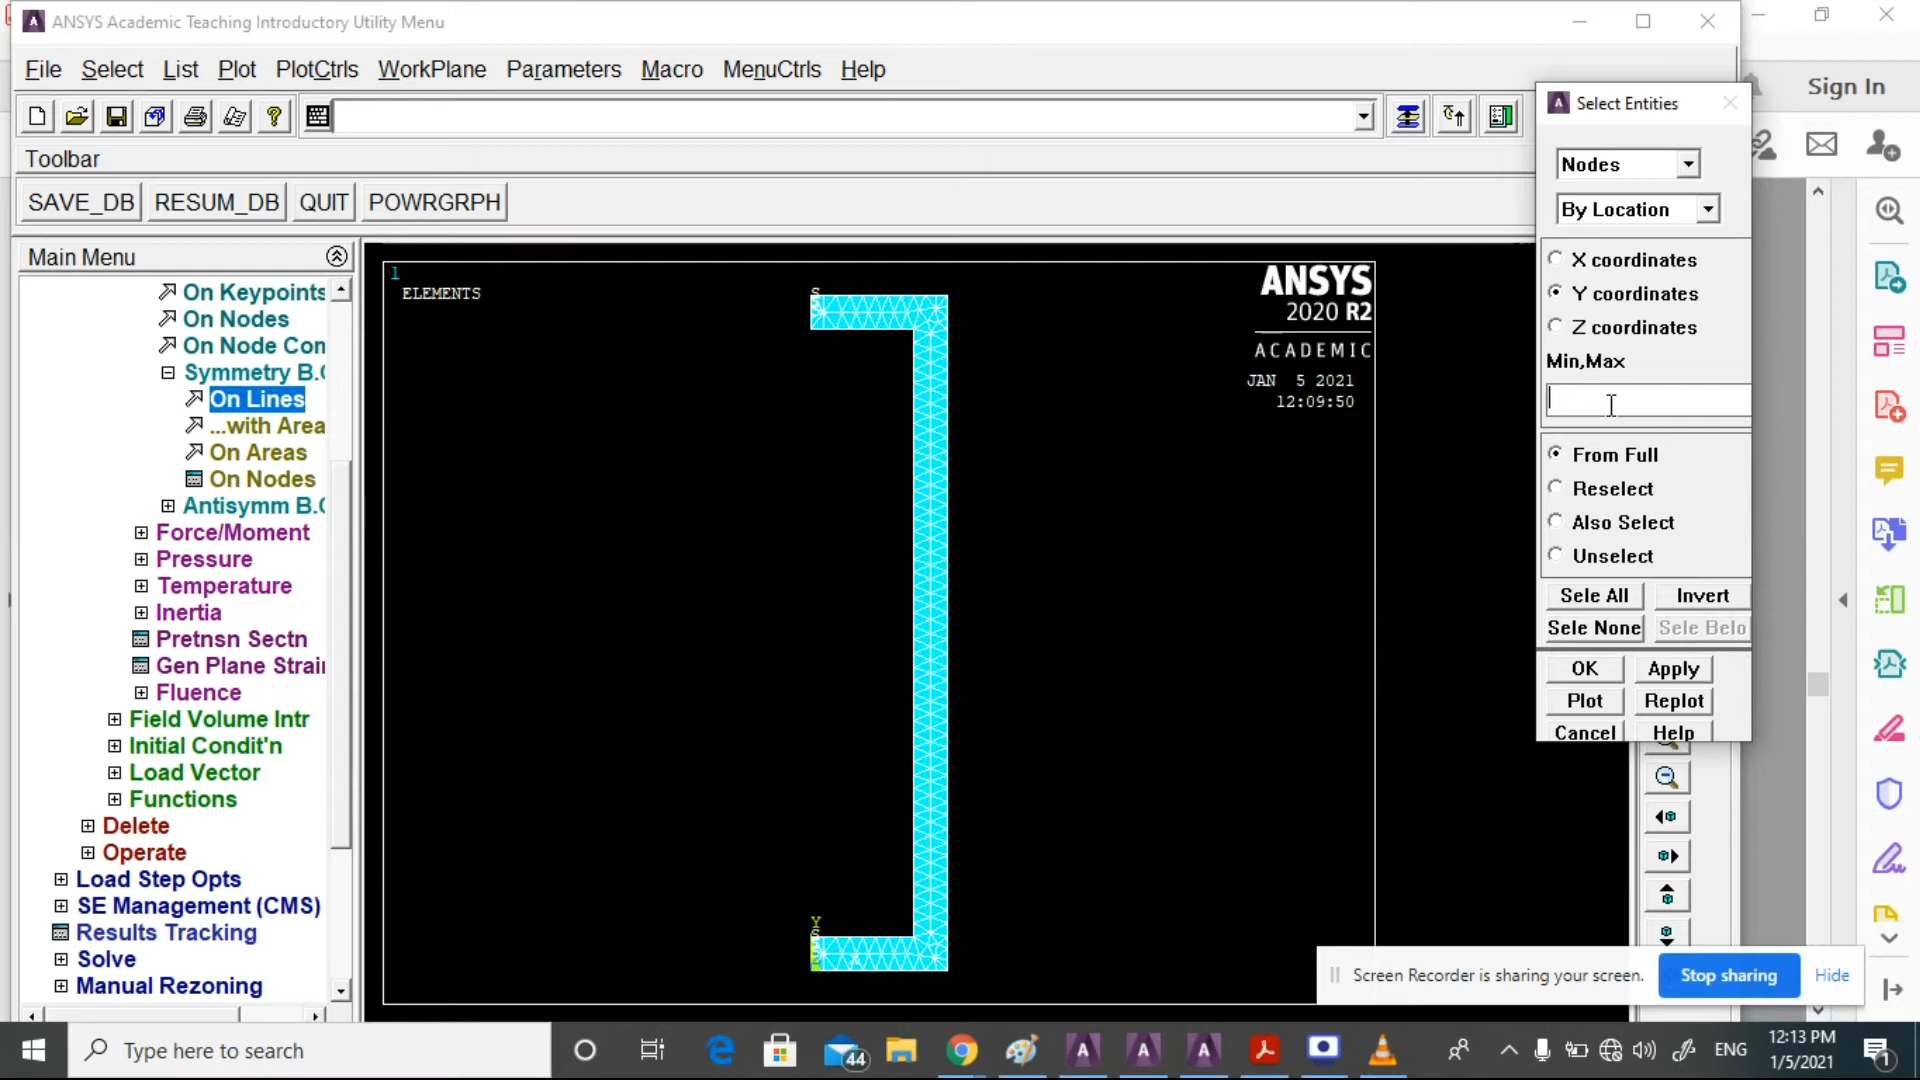 ANSYS Academic Teaching Introductory Utility Menu
File Select List Plot PlotCtrls WorkPlane Parameters Macro MenuCtrls Help
Toolbar
SAVE_DB RESUM_DB QUIT POWRGRPH
Main Menu
On Keypoints
On Nodes
On Node Con
Symmetry B.C
On Lines
...with Area
On Areas
On Nodes
Antisymm B.C
Force/Moment
Pressure
Temperature
Inertia
Pretnsn Sectn
Gen Plane Strain
Fluence
Field Volume Intr
Initial Condit'n
Load Vector
Functions
Delete
Operate
Load Step Opts
SE Management (CMS)
Results Tracking
Solve
Manual Rezoning
1
ELEMENTS
S
Y
ANSYS
2020 R2
ACADEMIC
JAN 5 2021
12:09:50
Select Entities
Nodes
By Location
X coordinates
Y coordinates
Z coordinates
Min,Max
From Full
Reselect
Also Select
Unselect
Sele All Invert
Sele None Sele Belo
OK Apply
Plot Replot
Cancel Help
Sign In
Screen Recorder is sharing your screen. Stop sharing Hide
Type here to search
44
ENG
12:13 PM
1/5/2021
1